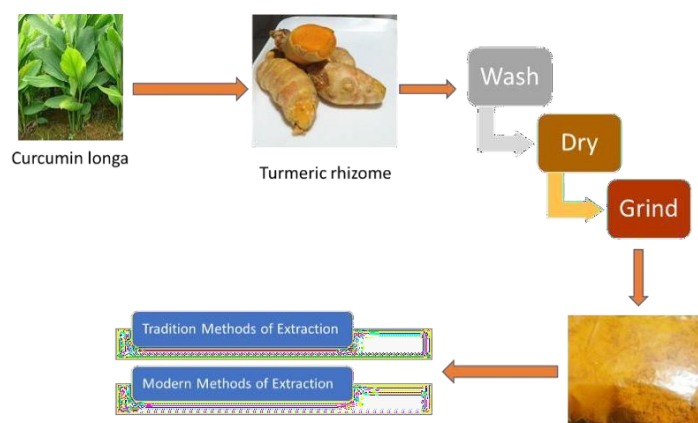 Curcumin longa
Turmeric rhizome
Wash
Dry
Grind
Tradition Methods of Extraction
Modern Methods of Extraction